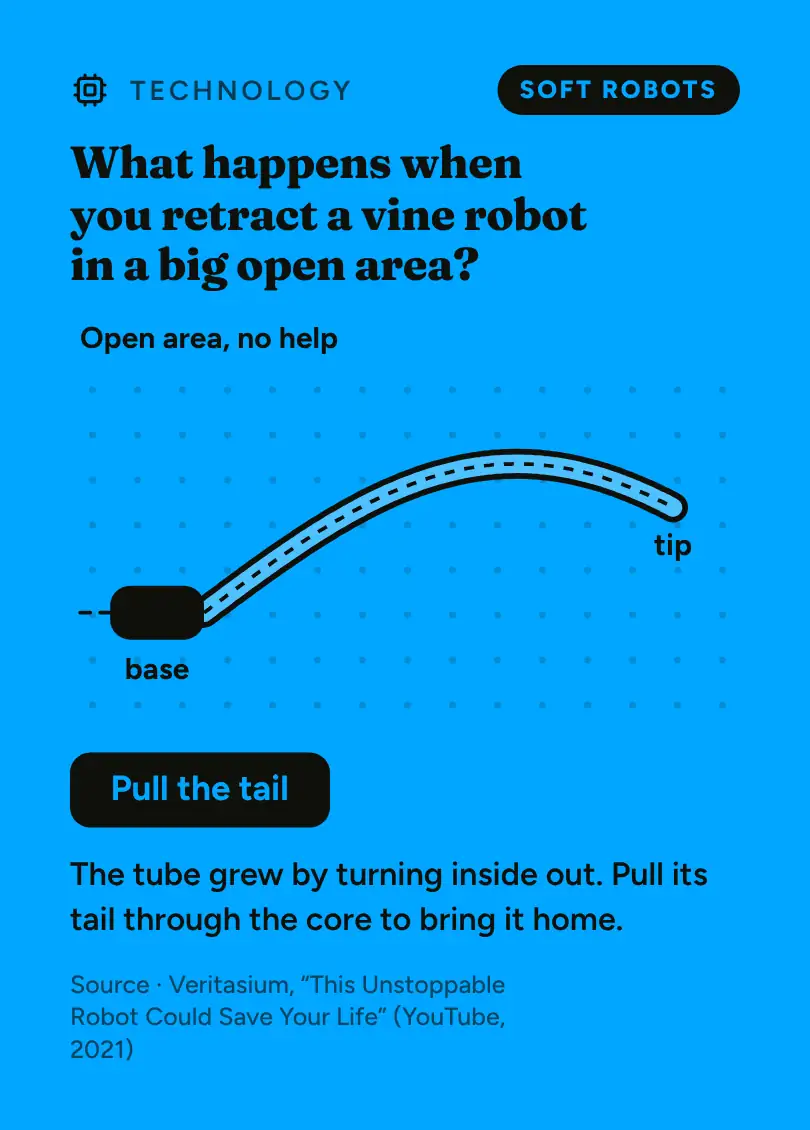 TECHNOLOGY
SOFT ROBOTS
What happens when
you retract a vine robot
in a big open area?
Open area, no help
tip
base
Pull the tail
The tube grew by turning inside out. Pull its
tail through the core to bring it home.
Source · Veritasium, “This Unstoppable
Robot Could Save Your Life” (YouTube,
2021)